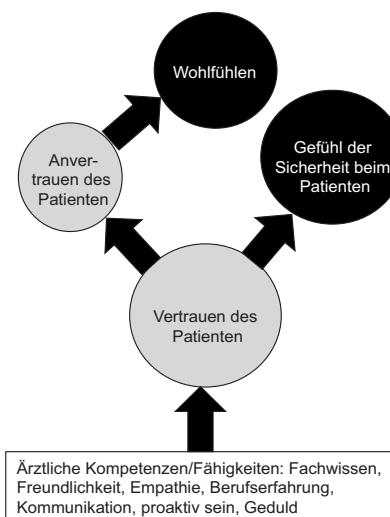 Wohlfühlen
Gefühl der
Sicherheit beim
Patienten
Anver-
trauen des
Patienten
Vertrauen des
Patienten
Ärztliche Kompetenzen/Fähigkeiten: Fachwissen,
Freundlichkeit, Empathie, Berufserfahrung,
Kommunikation, proaktiv sein, Geduld